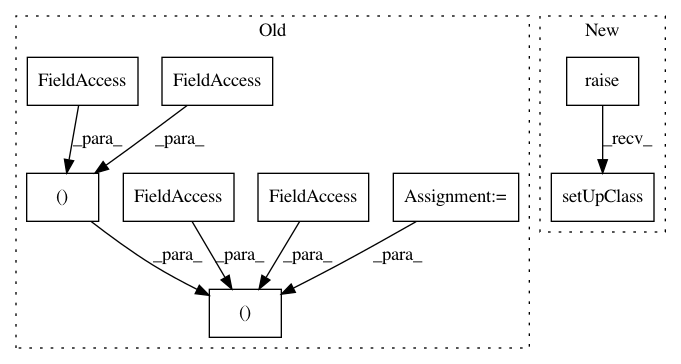 Old
New
FieldAccess
FieldAccess
raise
_para_
_para_
_recv_
()
FieldAccess
FieldAccess
Assignment:=
setUpClass
_para_
_para_
_para_
_para_
()